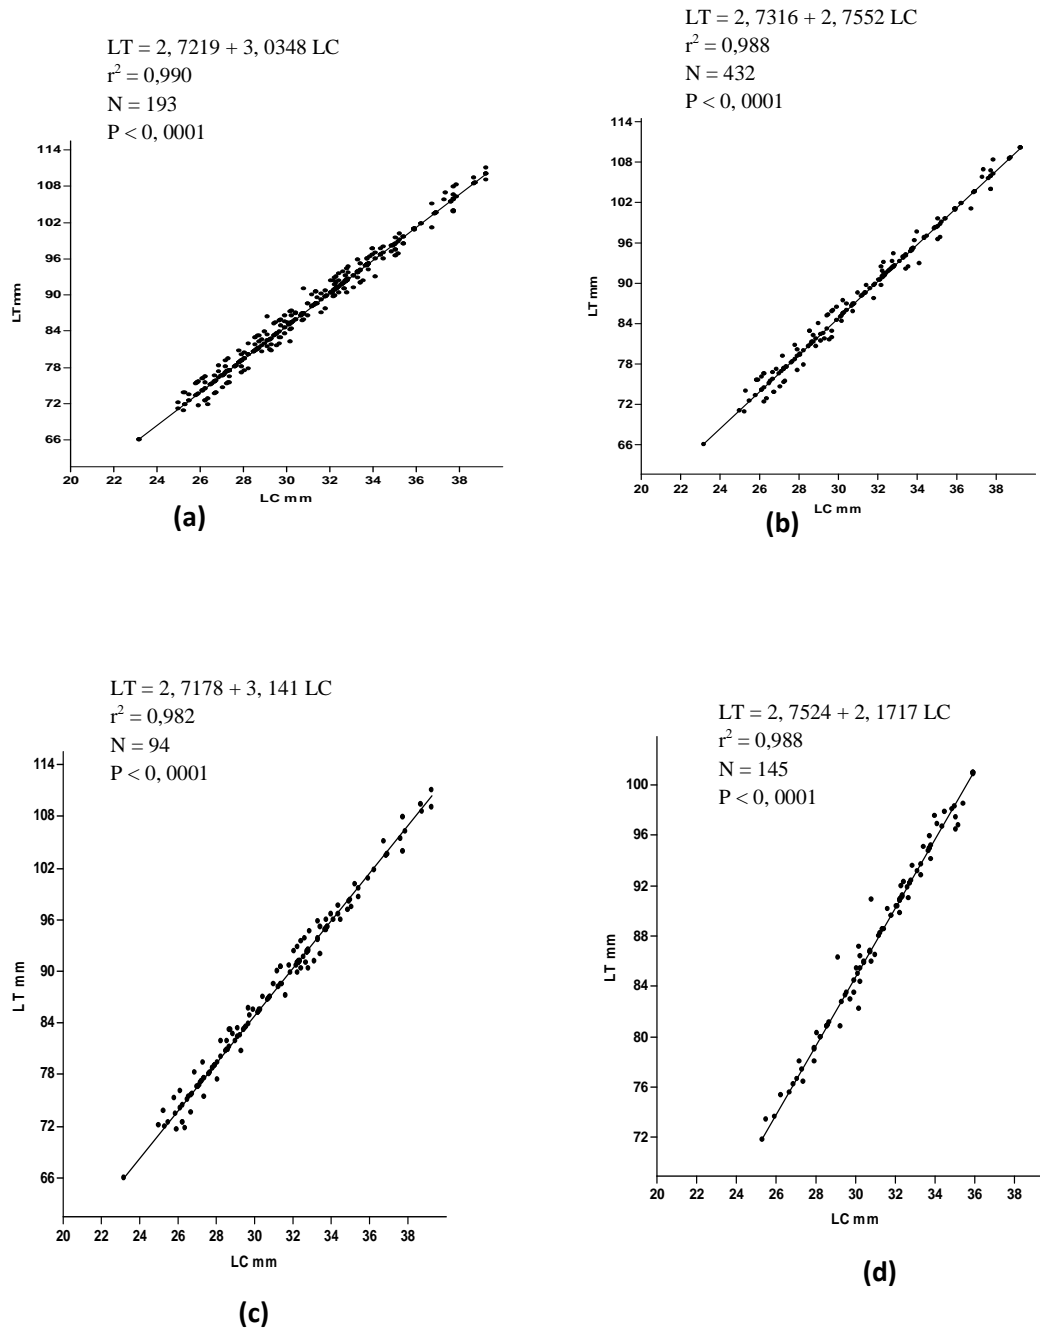 LT = 2, 7219 + 3, 0348 LC
r² = 0,990
N = 193
P < 0, 0001
114
108
102
96
90
84
78
72
66
LT mm
20 22 24 26 28 30 32 34 36 38
LC mm
(a)
LT = 2, 7316 + 2, 7552 LC
r² = 0,988
N = 432
P < 0, 0001
114
108
102
96
90
84
78
72
66
LT mm
20 22 24 26 28 30 32 34 36 38
LC mm
(b)
LT = 2, 7178 + 3, 141 LC
r² = 0,982
N = 94
P < 0, 0001
114
108
102
96
90
84
78
72
66
LT mm
20 22 24 26 28 30 32 34 36 38
LC mm
(c)
LT = 2, 7524 + 2, 1717 LC
r² = 0,988
N = 145
P < 0, 0001
100
96
92
88
84
80
76
72
LT mm
20 22 24 26 28 30 32 34 36 38
LC mm
(d)